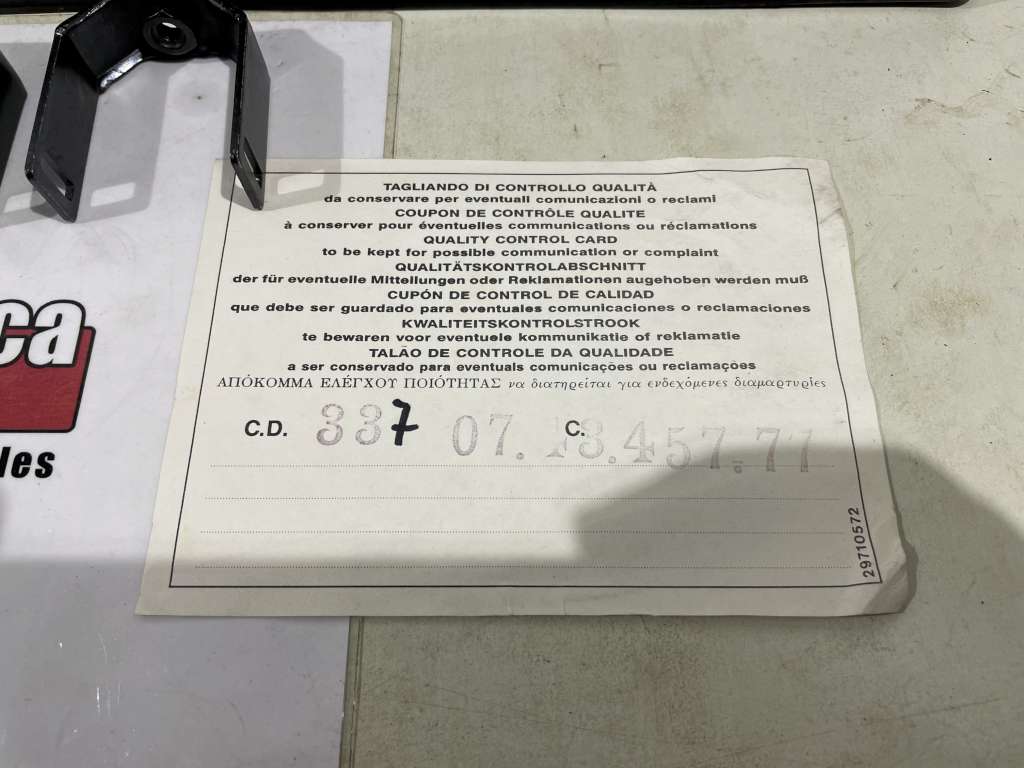 TAGLIANDO DI CONTROLLO QUALITÀ
da conservare per eventuali comunicazioni o reclami
COUPON DE CONTRÔLE QUALITE
à conserver pour éventuelles communications ou réclamations
QUALITY CONTROL CARD
to be kept for possible communication or complaint
QUALITÄTSKONTROLABSCHNITT
der für eventuelle Mitteilungen oder Reklamationen augehoben werden muß
CUPÓN DE CONTROL DE CALIDAD
que debe ser guardado para eventuales comunicaciones o reclamaciones
KWALITEITSKONTROLSTROOK
te bewaren voor eventuele kommunikatie of reklamatie
TALÃO DE CONTROLE DA QUALIDADE
a ser conservado para eventuais comunicações ou reclamações
ΑΠΌΚΟΜΜΑ ΕΛΈΓΧΟΥ ΠΟΙΌΤΗΤΑΣ να διατηρείται για ενδεχόμενες διαμαρτυρίες
C.D. 337 07. C.
29710572
ca
les